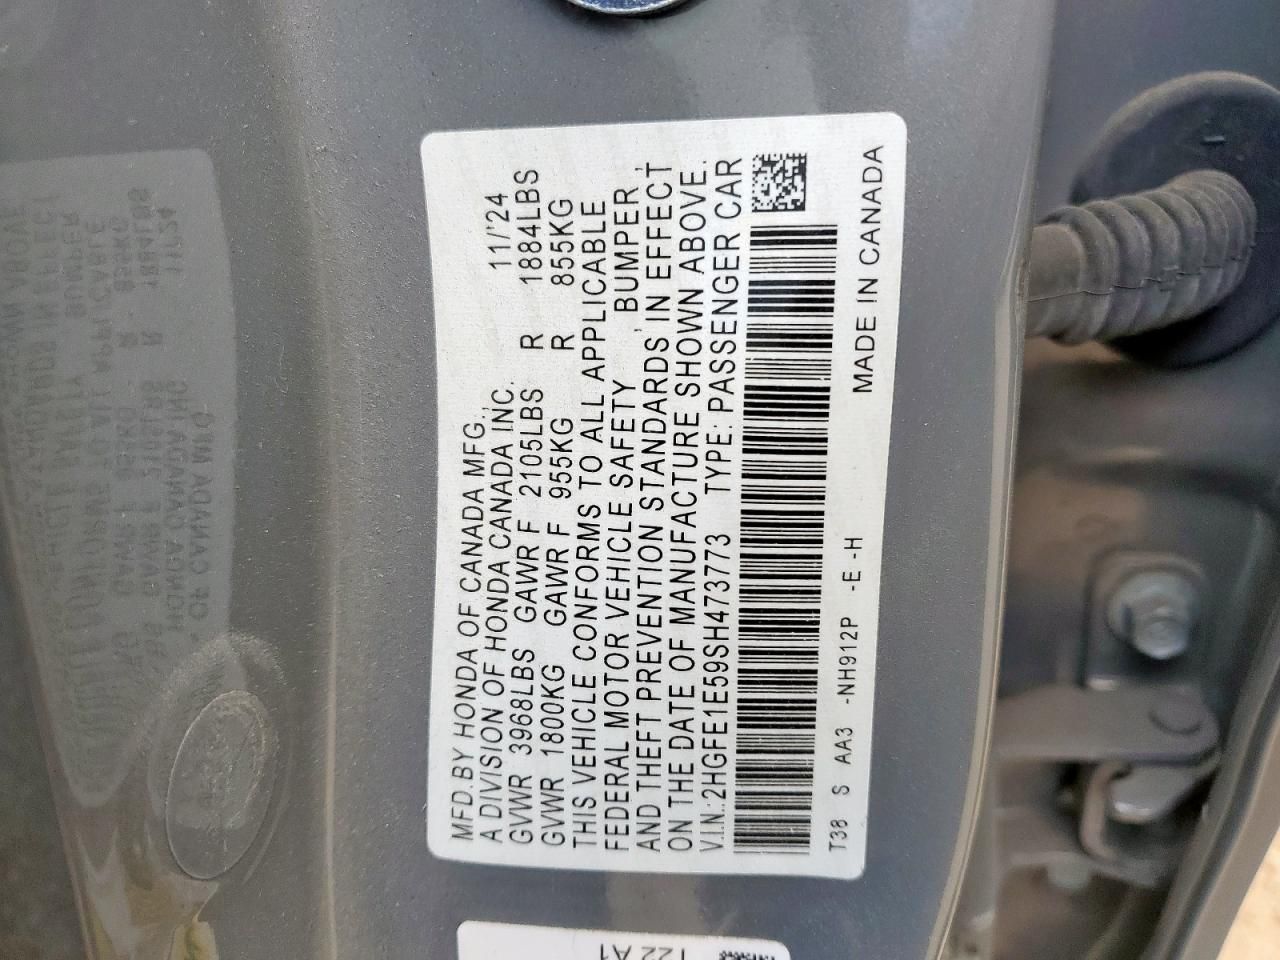 MFD.BY HONDA OF CANADA MFG.,
A DIVISION OF HONDA CANADA INC. 11/'24
GVWR 3968LBS GAWR F 2105LBS R 1884LBS
GVWR 1800KG GAWR F 955KG R 855KG
THIS VEHICLE CONFORMS TO ALL APPLICABLE
FEDERAL MOTOR VEHICLE SAFETY, BUMPER,
AND THEFT PREVENTION STANDARDS IN EFFECT
ON THE DATE OF MANUFACTURE SHOWN ABOVE.
V.I.N.:2HGFE1E59SH473773 TYPE: PASSENGER CAR
T38 S AA3 -NH912P -E -H MADE IN CANADA
T22 A1